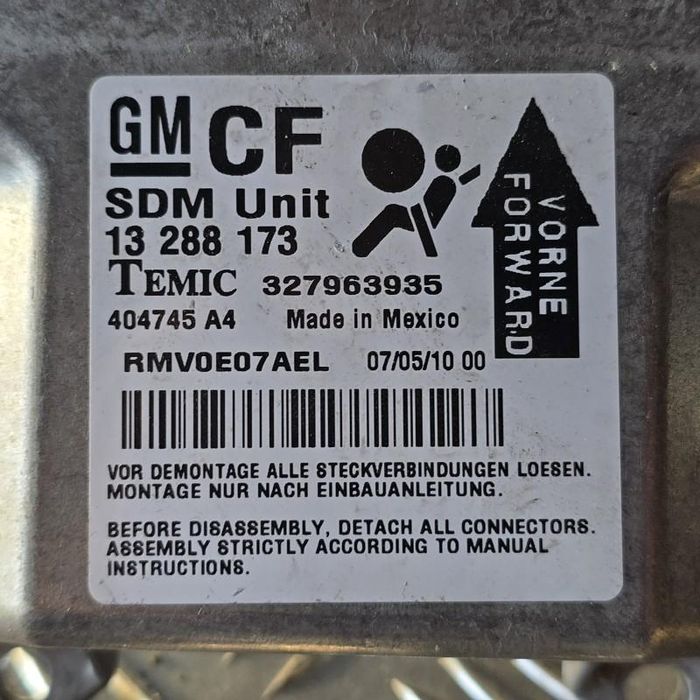 GM CF
SDM Unit
13 288 173
TEMIC 327963935
404745 A4 Made in Mexico
RMV0E07AEL 07/05/10 00
VORNE
FORWARD
VOR DEMONTAGE ALLE STECKVERBINDUNGEN LOESEN.
MONTAGE NUR NACH EINBAUANLEITUNG.
BEFORE DISASSEMBLY, DETACH ALL CONNECTORS.
ASSEMBLY STRICTLY ACCORDING TO MANUAL
INSTRUCTIONS.